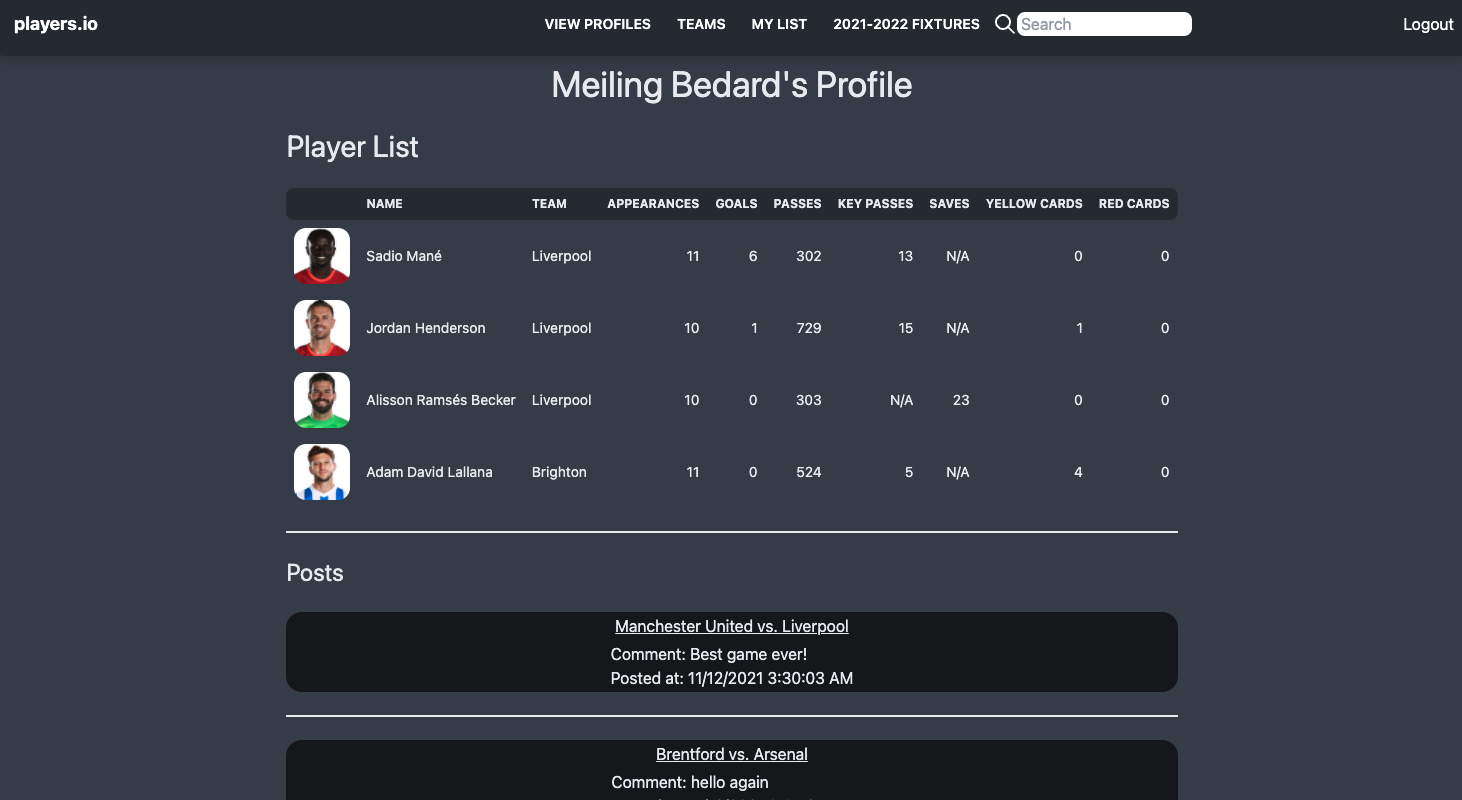 players.io VIEW PROFILES TEAMS MY LIST 2021-2022 FIXTURES Search Logout
Meiling Bedard's Profile
Player List
NAME TEAM APPEARANCES GOALS PASSES KEY PASSES SAVES YELLOW CARDS RED CARDS
Sadio Mané Liverpool 11 6 302 13 N/A 0 0
Jordan Henderson Liverpool 10 1 729 15 N/A 1 0
Alisson Ramsés Becker Liverpool 10 0 303 N/A 23 0 0
Adam David Lallana Brighton 11 0 524 5 N/A 4 0
Posts
Manchester United vs. Liverpool
Comment: Best game ever!
Posted at: 11/12/2021 3:30:03 AM
Brentford vs. Arsenal
Comment: hello again